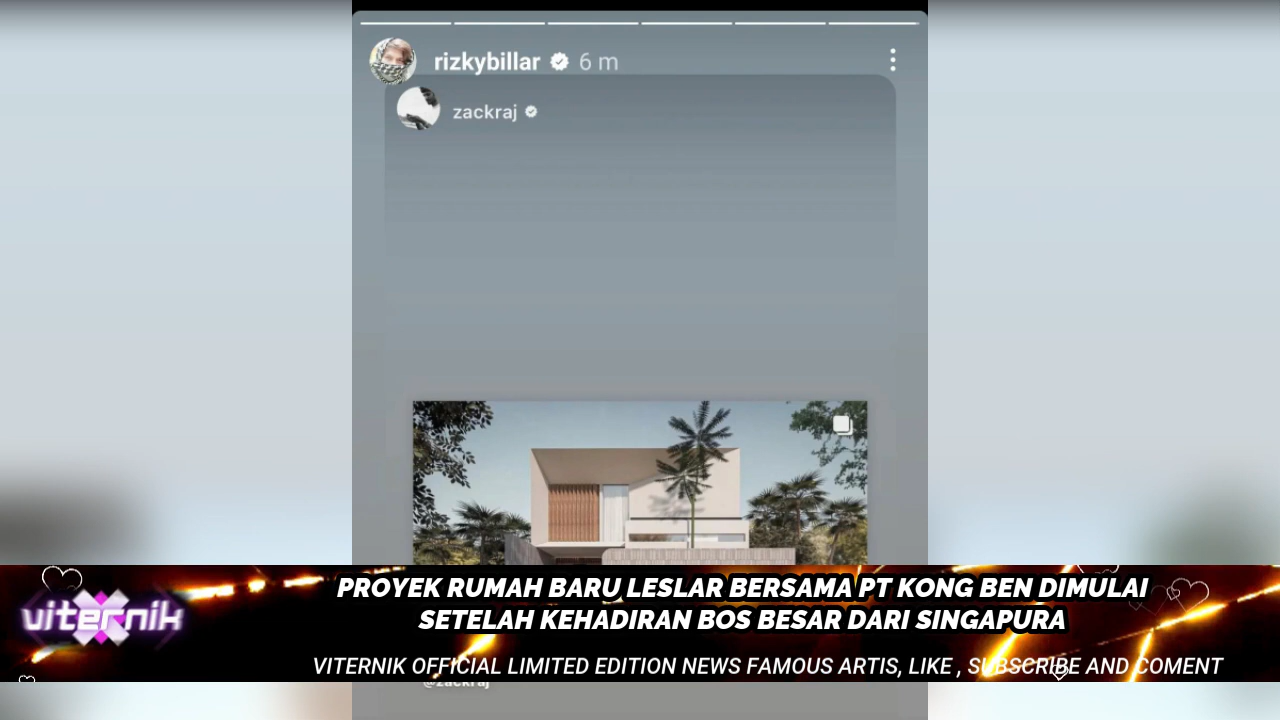 rizkybillar 6 m
zackraj
PROYEK RUMAH BARU LESLAR BERSAMA PT KONG BEN DIMULAI
SETELAH KEHADIRAN BOS BESAR DARI SINGAPURA
viternik
VITERNIK OFFICIAL LIMITED EDITION NEWS FAMOUS ARTIS, LIKE , SUBSCRIBE AND COMENT
@zackraj